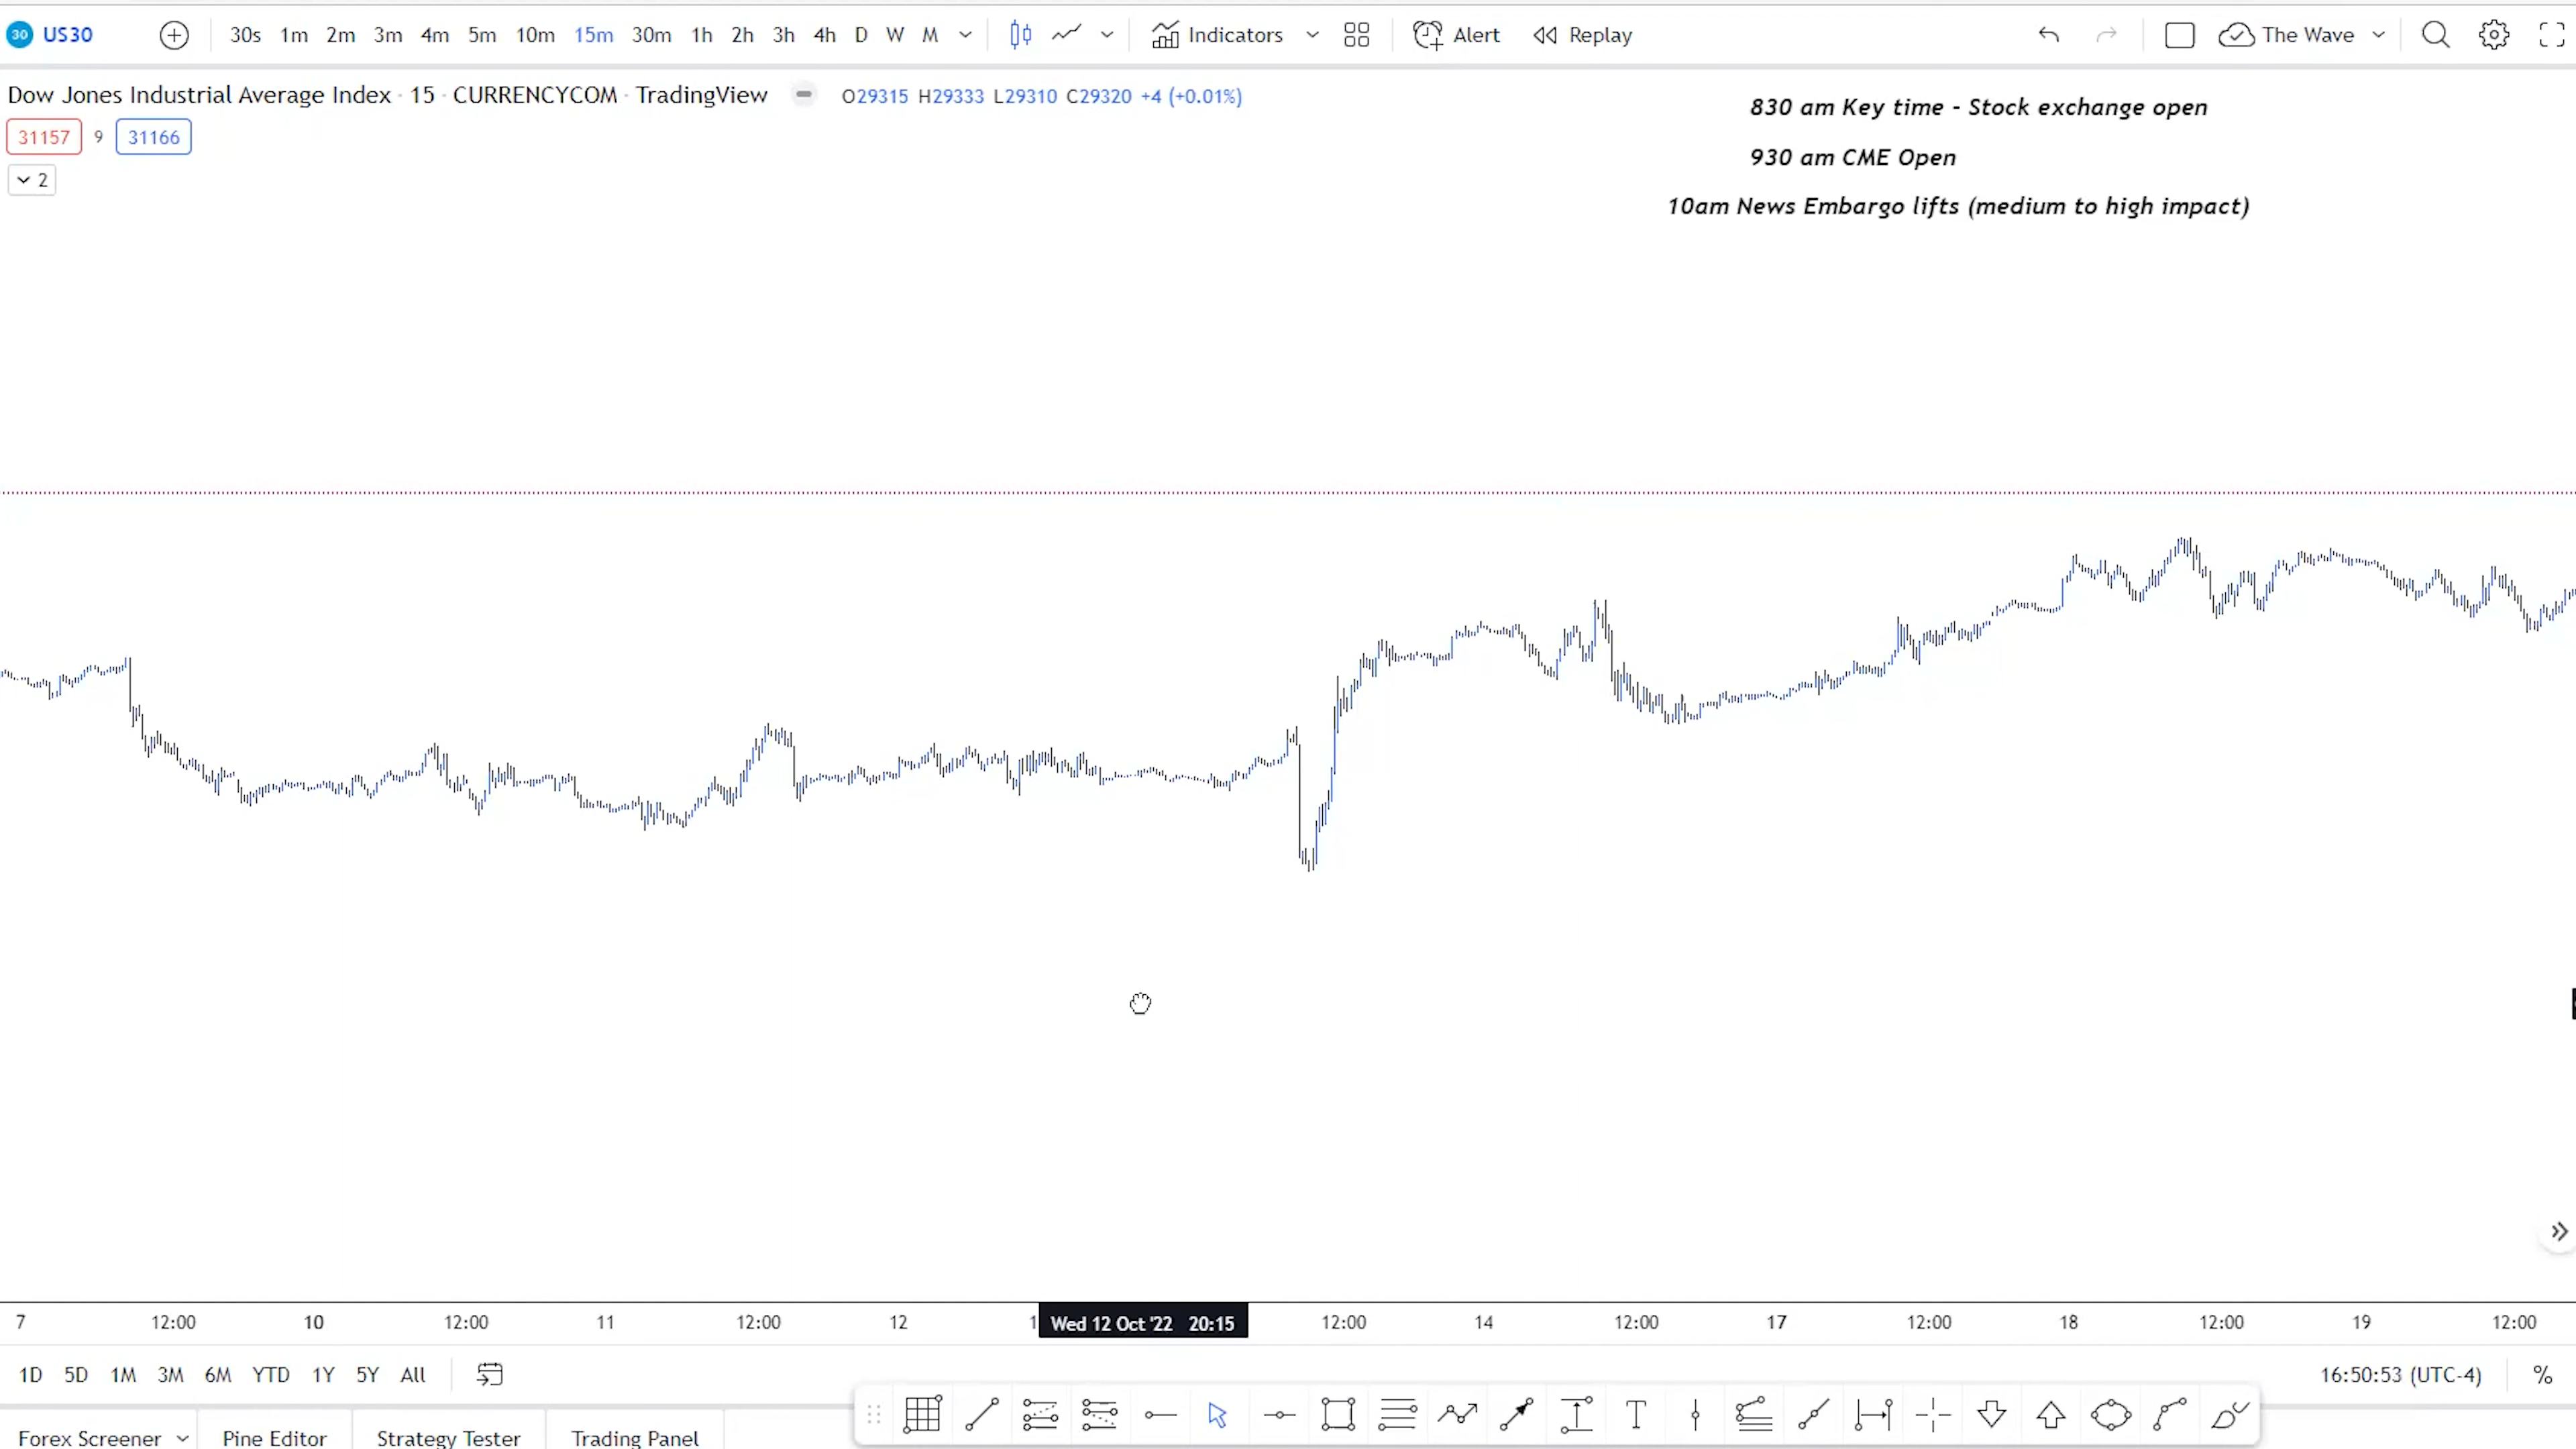 30 US30 30s 1m 2m 3m 4m 5m 10m 15m 30m 1h 2h 3h 4h D W M Indicators Alert Replay The Wave
Dow Jones Industrial Average Index · 15 · CURRENCYCOM · TradingView O29315 H29333 L29310 C29320 +4 (+0.01%)
830 am Key time - Stock exchange open
31157 9 31166
930 am CME Open
2
10am News Embargo lifts (medium to high impact)
7 12:00 10 12:00 11 12:00 12 1 Wed 12 Oct '22 20:15 12:00 14 12:00 17 12:00 18 12:00 19 12:00
1D 5D 1M 3M 6M YTD 1Y 5Y All 16:50:53 (UTC-4) %
T
Forex Screener Pine Editor Strategy Tester Trading Panel